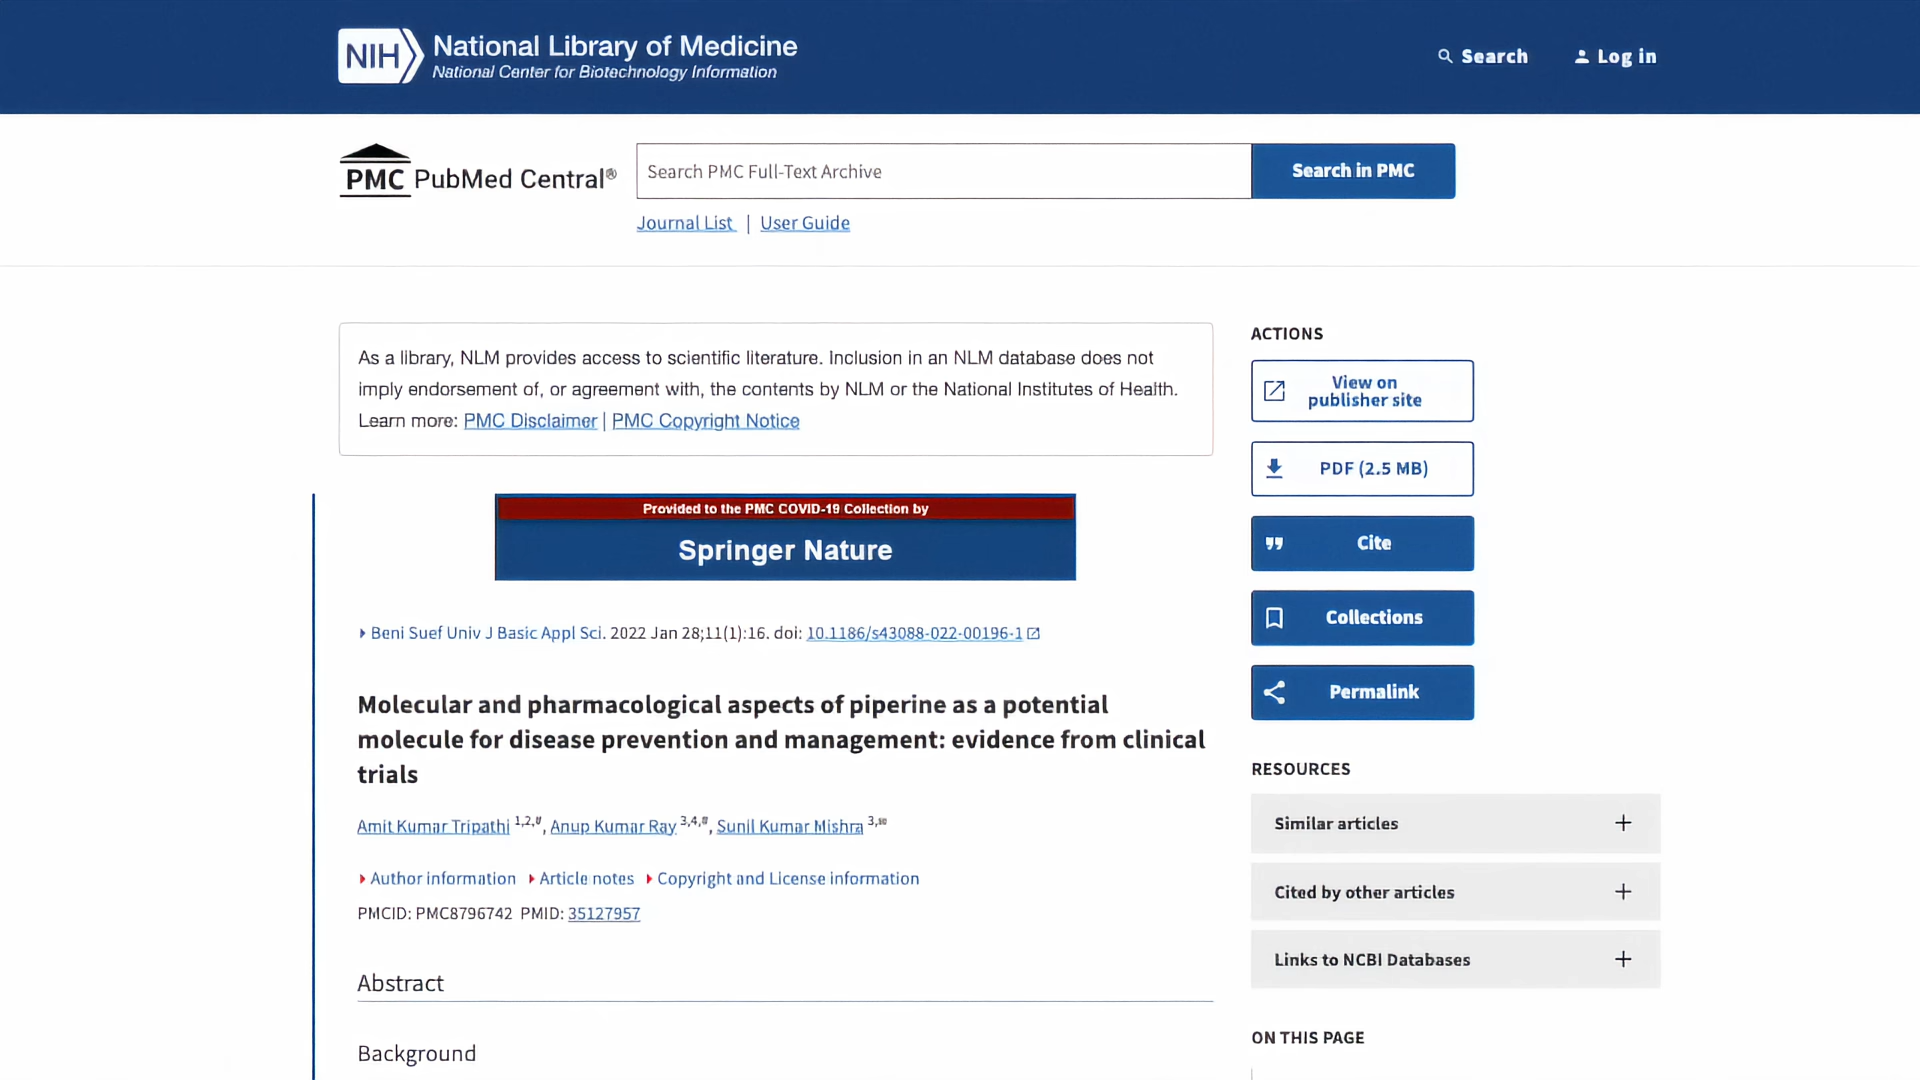 NIH National Library of Medicine
National Center for Biotechnology Information
Search
Log in
PMC PubMed Central®
Search PMC Full-Text Archive
Search in PMC
Journal List | User Guide
As a library, NLM provides access to scientific literature. Inclusion in an NLM database does not
imply endorsement of, or agreement with, the contents by NLM or the National Institutes of Health.
Learn more: PMC Disclaimer | PMC Copyright Notice
Provided to the PMC COVID-19 Collection by
Springer Nature
Beni Suef Univ J Basic Appl Sci. 2022 Jan 28;11(1):16. doi: 10.1186/s43088-022-00196-1
Molecular and pharmacological aspects of piperine as a potential
molecule for disease prevention and management: evidence from clinical
trials
Amit Kumar Tripathi 1,2,#, Anup Kumar Ray 3,4,#, Sunil Kumar Mishra 3,✉
Author information Article notes Copyright and License information
PMCID: PMC8796742 PMID: 35127957
Abstract
Background
ACTIONS
View on
publisher site
PDF (2.5 MB)
Cite
Collections
Permalink
RESOURCES
Similar articles
Cited by other articles
Links to NCBI Databases
ON THIS PAGE